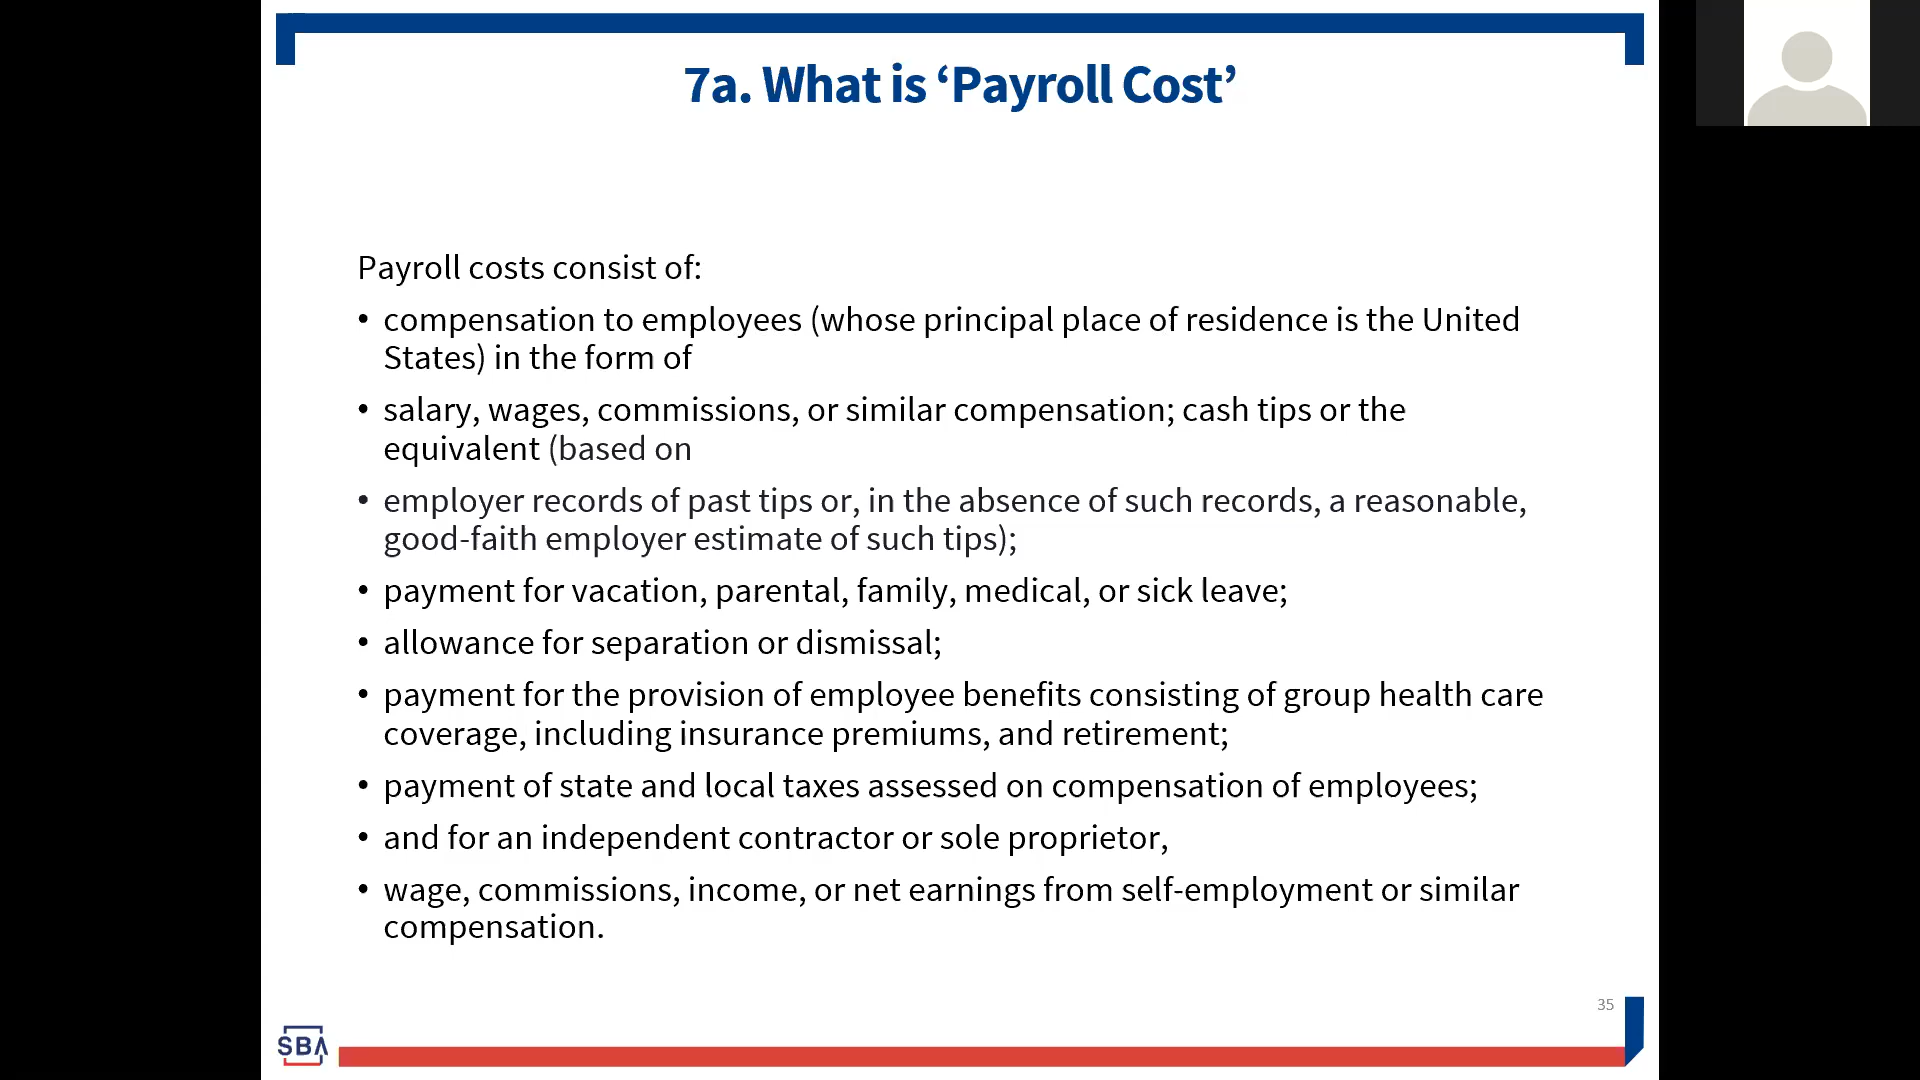 7a. What is ‘Payroll Cost’
Payroll costs consist of:
• compensation to employees (whose principal place of residence is the United
States) in the form of
• salary, wages, commissions, or similar compensation; cash tips or the
equivalent (based on
• employer records of past tips or, in the absence of such records, a reasonable,
good-faith employer estimate of such tips);
• payment for vacation, parental, family, medical, or sick leave;
• allowance for separation or dismissal;
• payment for the provision of employee benefits consisting of group health care
coverage, including insurance premiums, and retirement;
• payment of state and local taxes assessed on compensation of employees;
• and for an independent contractor or sole proprietor,
• wage, commissions, income, or net earnings from self-employment or similar
compensation.
35
SBA